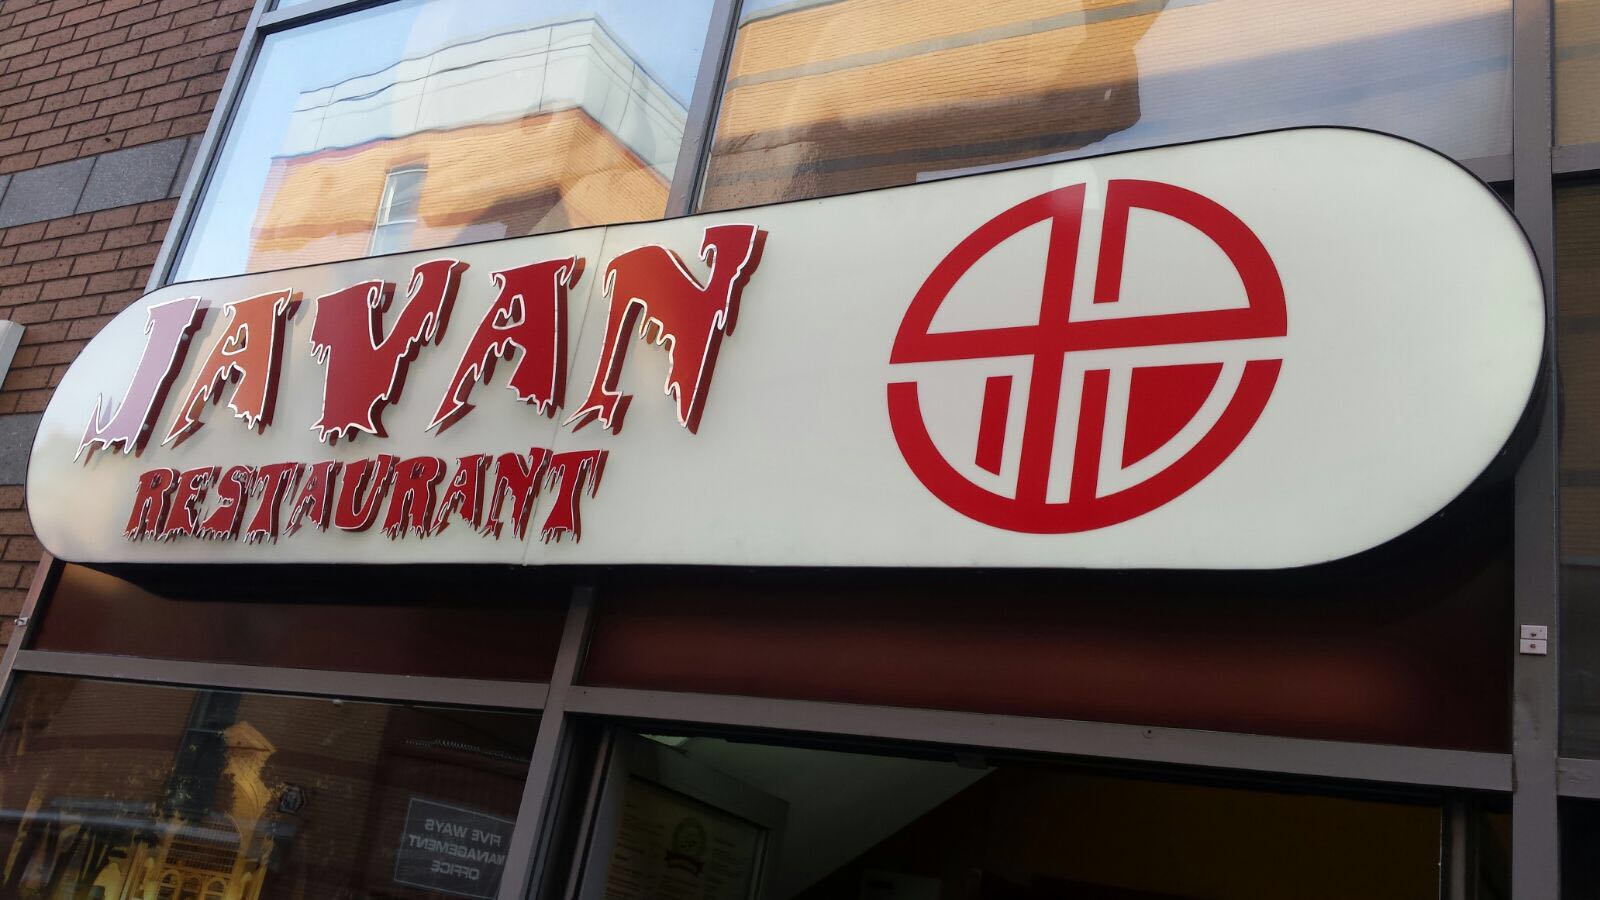 JAVAN
RESTAURANT
FIVE WAYS
MANAGEMENT
OFFICE